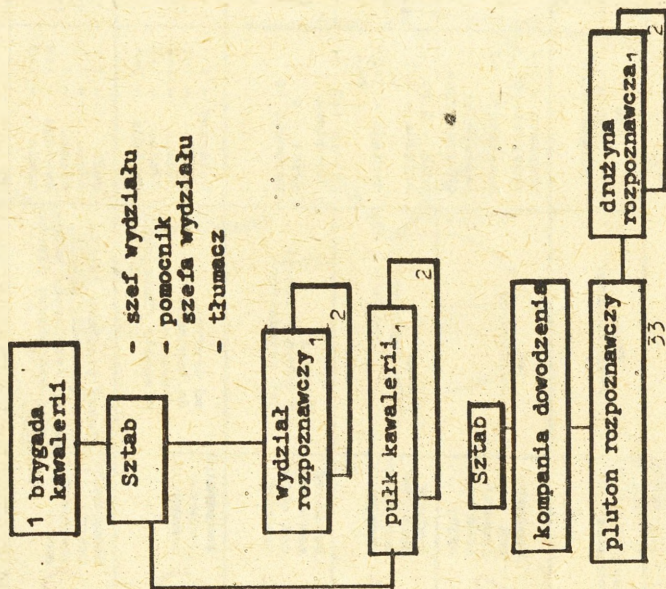 1 brygada
kawalerii
Sztab
- szef wydziału
- pomocnik
szefa wydziału
- tłumacz
wydział
rozpoznawczy 1
2
pułk kawalerii 1
2
Sztab
kompania dowodzenia
pluton rozpoznawczy
33
drużyna
rozpoznawcza 1
2